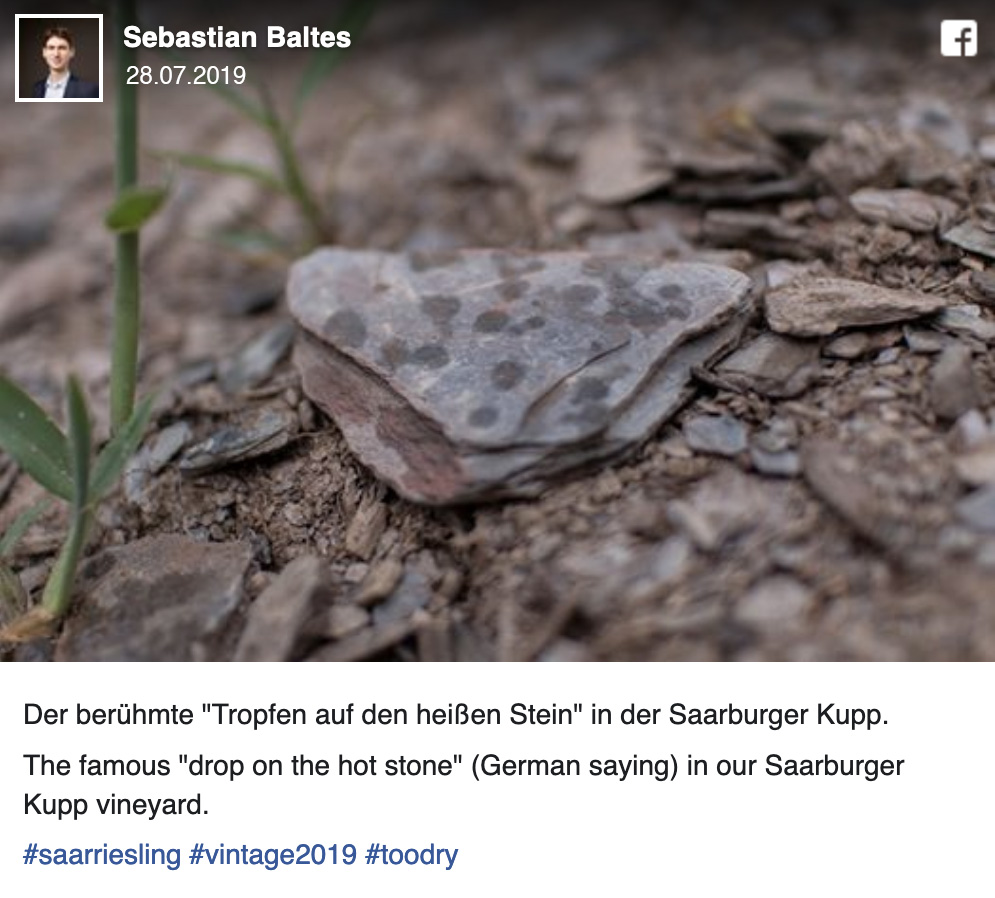 Sebastian Baltes
28.07.2019
Der berühmte "Tropfen auf den heißen Stein" in der Saarburger Kupp.
The famous "drop on the hot stone" (German saying) in our Saarburger
Kupp vineyard.
#saarriesling #vintage2019 #toodry